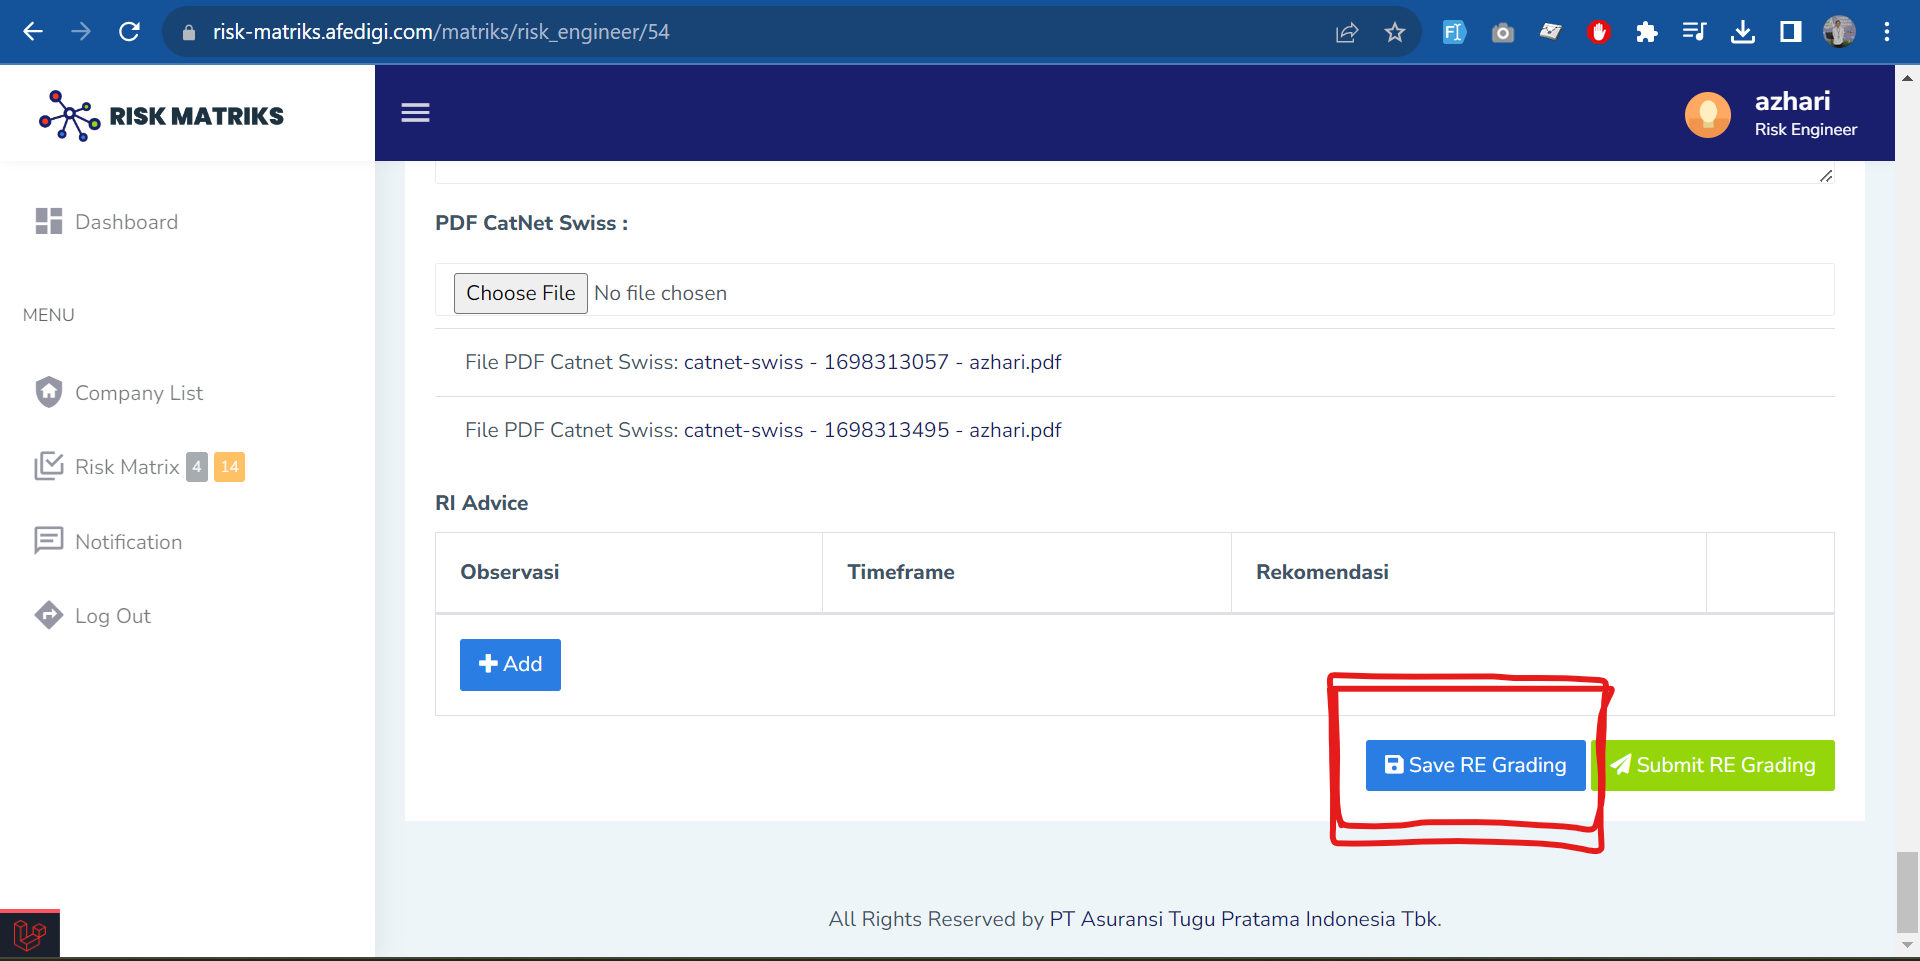 risk-matriks.afedigi.com/matriks/risk_engineer/54
RISK MATRIKS
azhari
Risk Engineer
Dashboard
MENU
Company List
Risk Matrix 4 14
Notification
Log Out
PDF CatNet Swiss :
Choose File No file chosen
File PDF Catnet Swiss: catnet-swiss - 1698313057 - azhari.pdf
File PDF Catnet Swiss: catnet-swiss - 1698313495 - azhari.pdf
RI Advice
Observasi Timeframe Rekomendasi
Add
Save RE Grading Submit RE Grading
All Rights Reserved by PT Asuransi Tugu Pratama Indonesia Tbk.